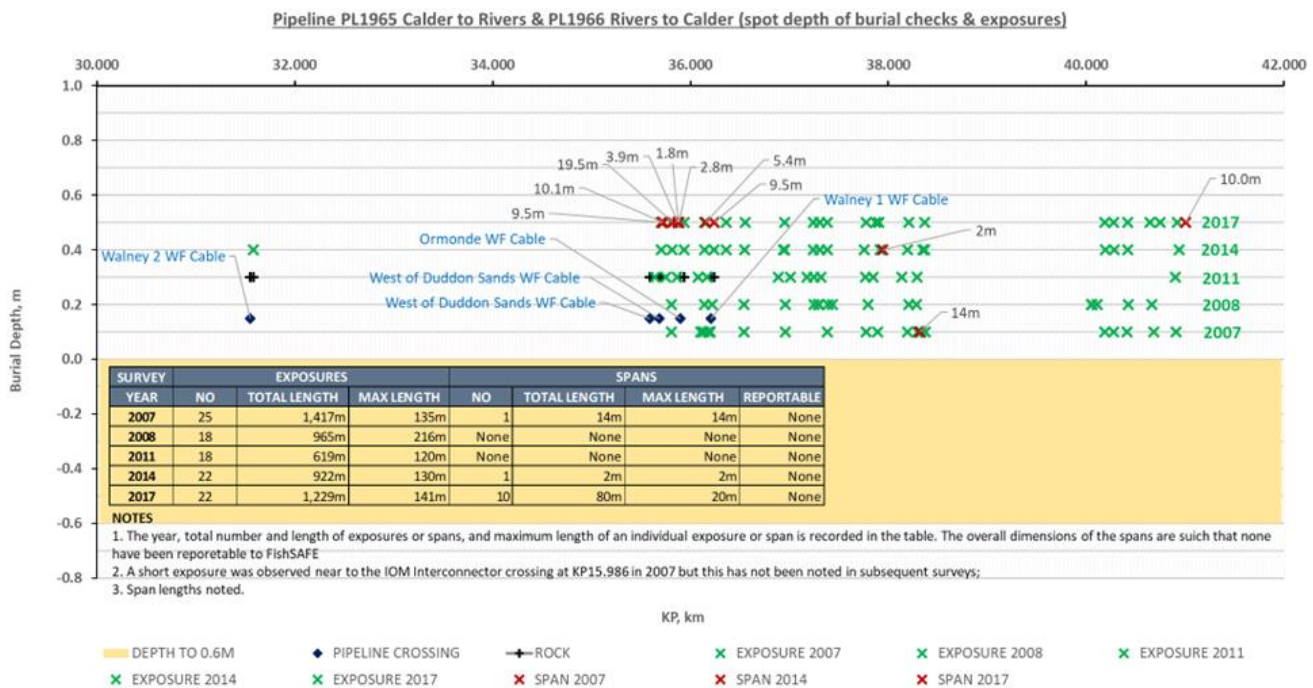 Pipeline PL1965 Calder to Rivers & PL1966 Rivers to Calder (spot depth of burial checks & exposures)
30.000 32.000 34.000 36.000 38.000 40.000 42.000
1.0
0.8
0.6
0.4
0.2
0.0
-0.2
-0.4
-0.6
-0.8
Burial Depth, m
19.5m
3.9m
1.8m
2.8m
5.4m
10.1m
9.5m
9.5m
10.0m
Walney 1 WF Cable
Ormonde WF Cable
2m
Walney 2 WF Cable
West of Duddon Sands WF Cable
West of Duddon Sands WF Cable
14m
2017
2014
2011
2008
2007
SURVEY EXPOSURES SPANS
YEAR NO TOTAL LENGTH MAX LENGTH NO TOTAL LENGTH MAX LENGTH REPORTABLE
2007 25 1,417m 135m 1 14m 14m None
2008 18 965m 216m None None None None
2011 18 619m 120m None None None None
2014 22 922m 130m 1 2m 2m None
2017 22 1,229m 141m 10 80m 20m None
NOTES
1. The year, total number and length of exposures or spans, and maximum length of an individual exposure or span is recorded in the table. The overall dimensions of the spans are suich that none
have been reporetable to FishSAFE
2. A short exposure was observed near to the IOM Interconnector crossing at KP15.986 in 2007 but this has not been noted in subsequent surveys;
3. Span lengths noted.
KP, km
DEPTH TO 0.6M PIPELINE CROSSING ROCK EXPOSURE 2007 EXPOSURE 2008 EXPOSURE 2011
EXPOSURE 2014 EXPOSURE 2017 SPAN 2007 SPAN 2014 SPAN 2017